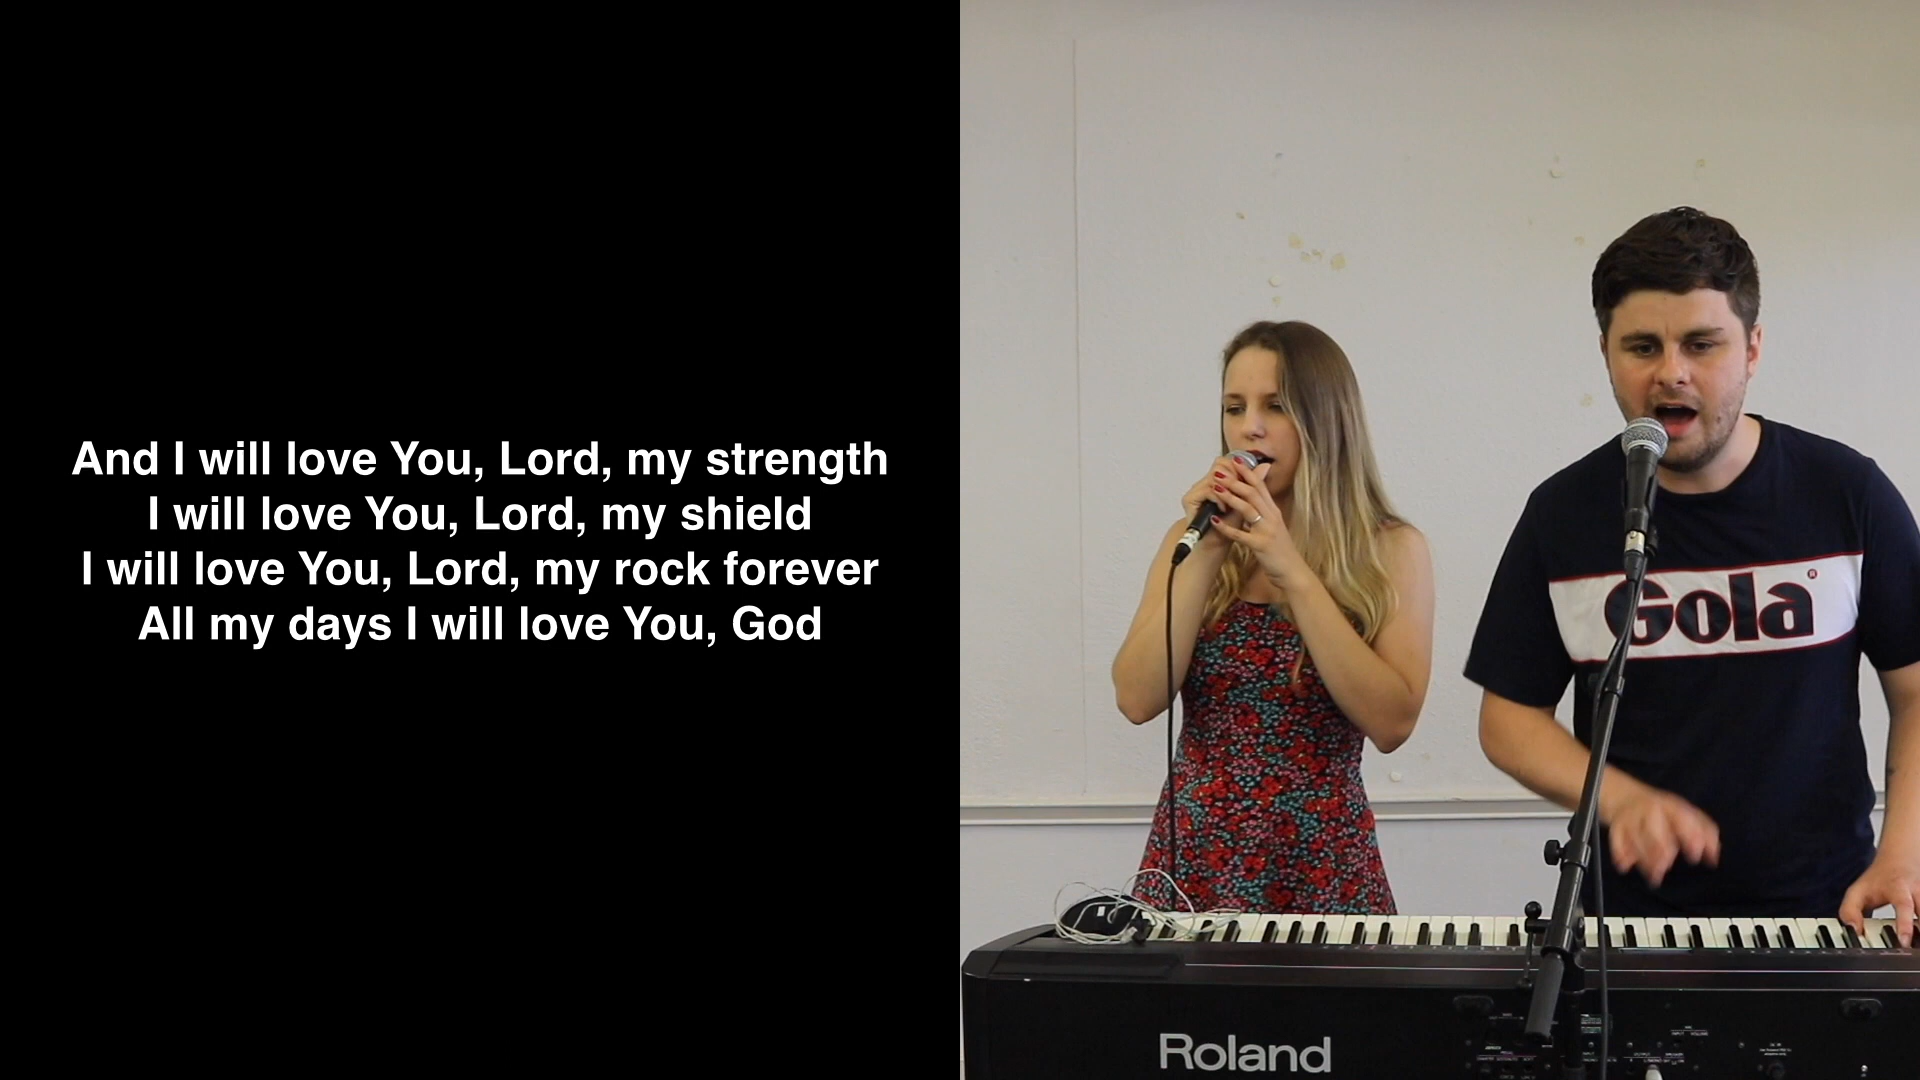 And I will love You, Lord, my strength
I will love You, Lord, my shield
I will love You, Lord, my rock forever
All my days I will love You, God
Gola
Roland